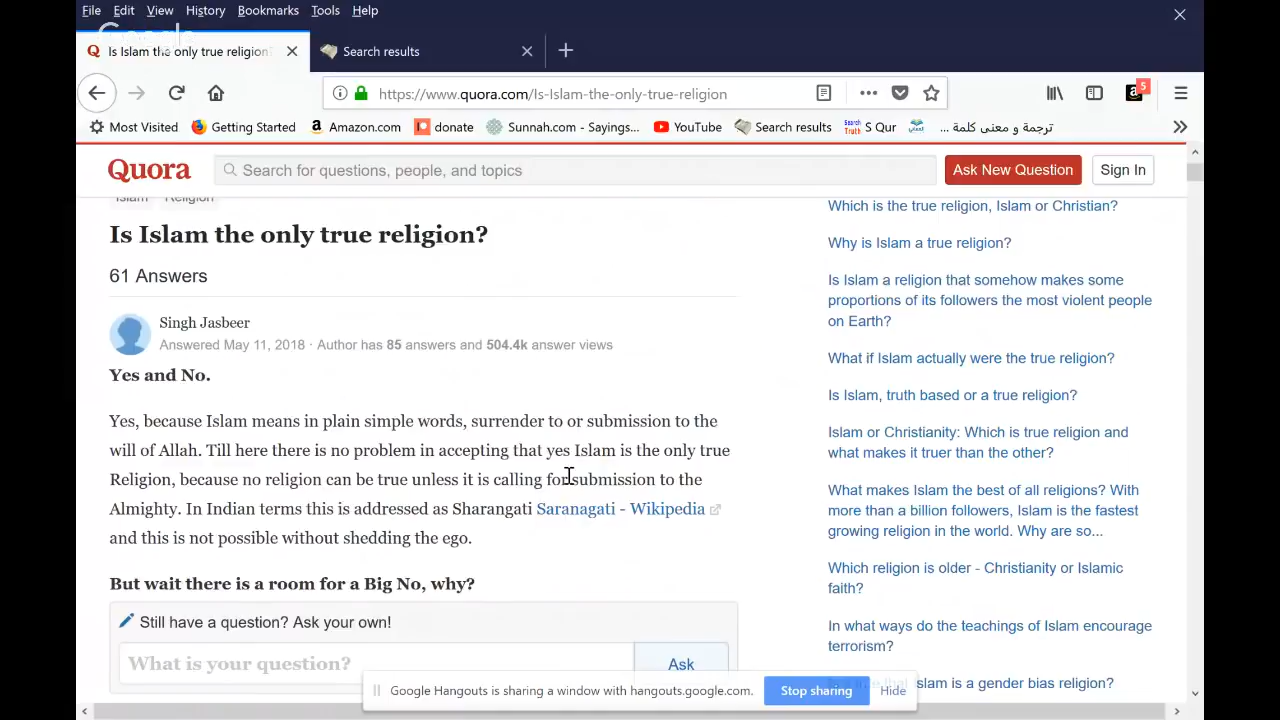 File Edit View History Bookmarks Tools Help
Google
Is Islam the only true religion?
Search results
https://www.quora.com/Is-Islam-the-only-true-religion
5
Most Visited Getting Started Amazon.com donate Sunnah.com - Sayings... YouTube Search results Search Truth S Qur ترجمة و معنى كلمة ...
Quora
Search for questions, people, and topics
Ask New Question
Sign In
Islam Religion
Is Islam the only true religion?
61 Answers
Singh Jasbeer
Answered May 11, 2018 · Author has 85 answers and 504.4k answer views
Yes and No.
Yes, because Islam means in plain simple words, surrender to or submission to the
will of Allah. Till here there is no problem in accepting that yes Islam is the only true
Religion, because no religion can be true unless it is calling for submission to the
Almighty. In Indian terms this is addressed as Sharangati Saranagati - Wikipedia
and this is not possible without shedding the ego.
But wait there is a room for a Big No, why?
Still have a question? Ask your own!
What is your question?
Ask
Which is the true religion, Islam or Christian?
Why is Islam a true religion?
Is Islam a religion that somehow makes some
proportions of its followers the most violent people
on Earth?
What if Islam actually were the true religion?
Is Islam, truth based or a true religion?
Islam or Christianity: Which is true religion and
what makes it truer than the other?
What makes Islam the best of all religions? With
more than a billion followers, Islam is the fastest
growing religion in the world. Why are so...
Which religion is older - Christianity or Islamic
faith?
In what ways do the teachings of Islam encourage
terrorism?
Islam is a gender bias religion?
Google Hangouts is sharing a window with hangouts.google.com.
Stop sharing
Hide